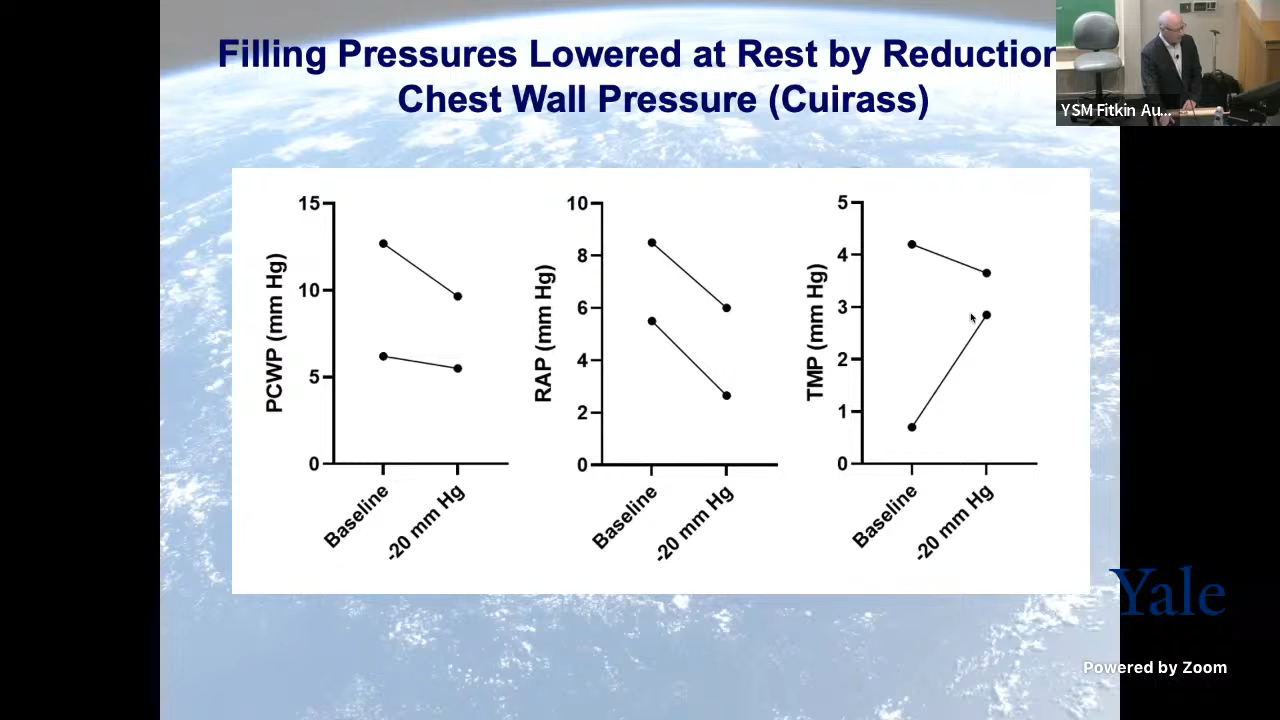 Filling Pressures Lowered at Rest by Reduction
Chest Wall Pressure (Cuirass)
YSM Fitkin Au...
15
10
5
0
PCWP (mm Hg)
Baseline
-20 mm Hg
10
8
6
4
2
0
RAP (mm Hg)
Baseline
-20 mm Hg
5
4
3
2
1
0
TMP (mm Hg)
Baseline
-20 mm Hg
Yale
Powered by Zoom